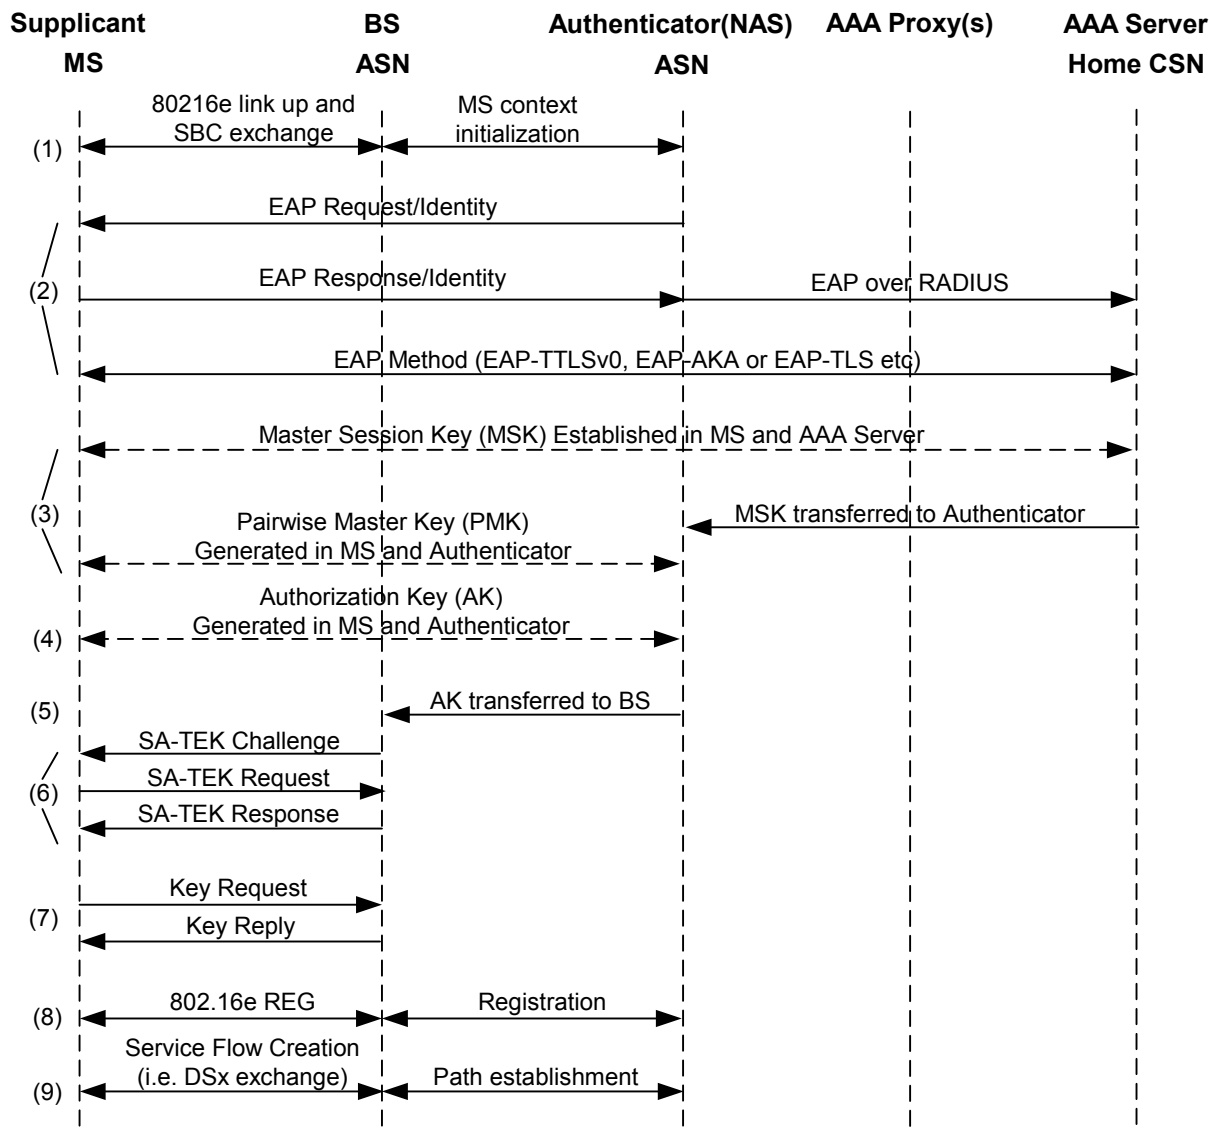 Supplicant BS Authenticator(NAS) AAA Proxy(s) AAA Server
MS ASN ASN Home CSN
80216e link up and MS context
SBC exchange initialization
(1)
EAP Request/Identity
(2)
EAP Response/Identity EAP over RADIUS
EAP Method (EAP-TTLSv0, EAP-AKA or EAP-TLS etc)
Master Session Key (MSK) Established in MS and AAA Server
(3)
MSK transferred to Authenticator
Pairwise Master Key (PMK)
Generated in MS and Authenticator
Authorization Key (AK)
Generated in MS and Authenticator
(4)
AK transferred to BS
(5)
SA-TEK Challenge
SA-TEK Request
(6)
SA-TEK Response
Key Request
(7)
Key Reply
802.16e REG Registration
(8)
Service Flow Creation
(i.e. DSx exchange) Path establishment
(9)